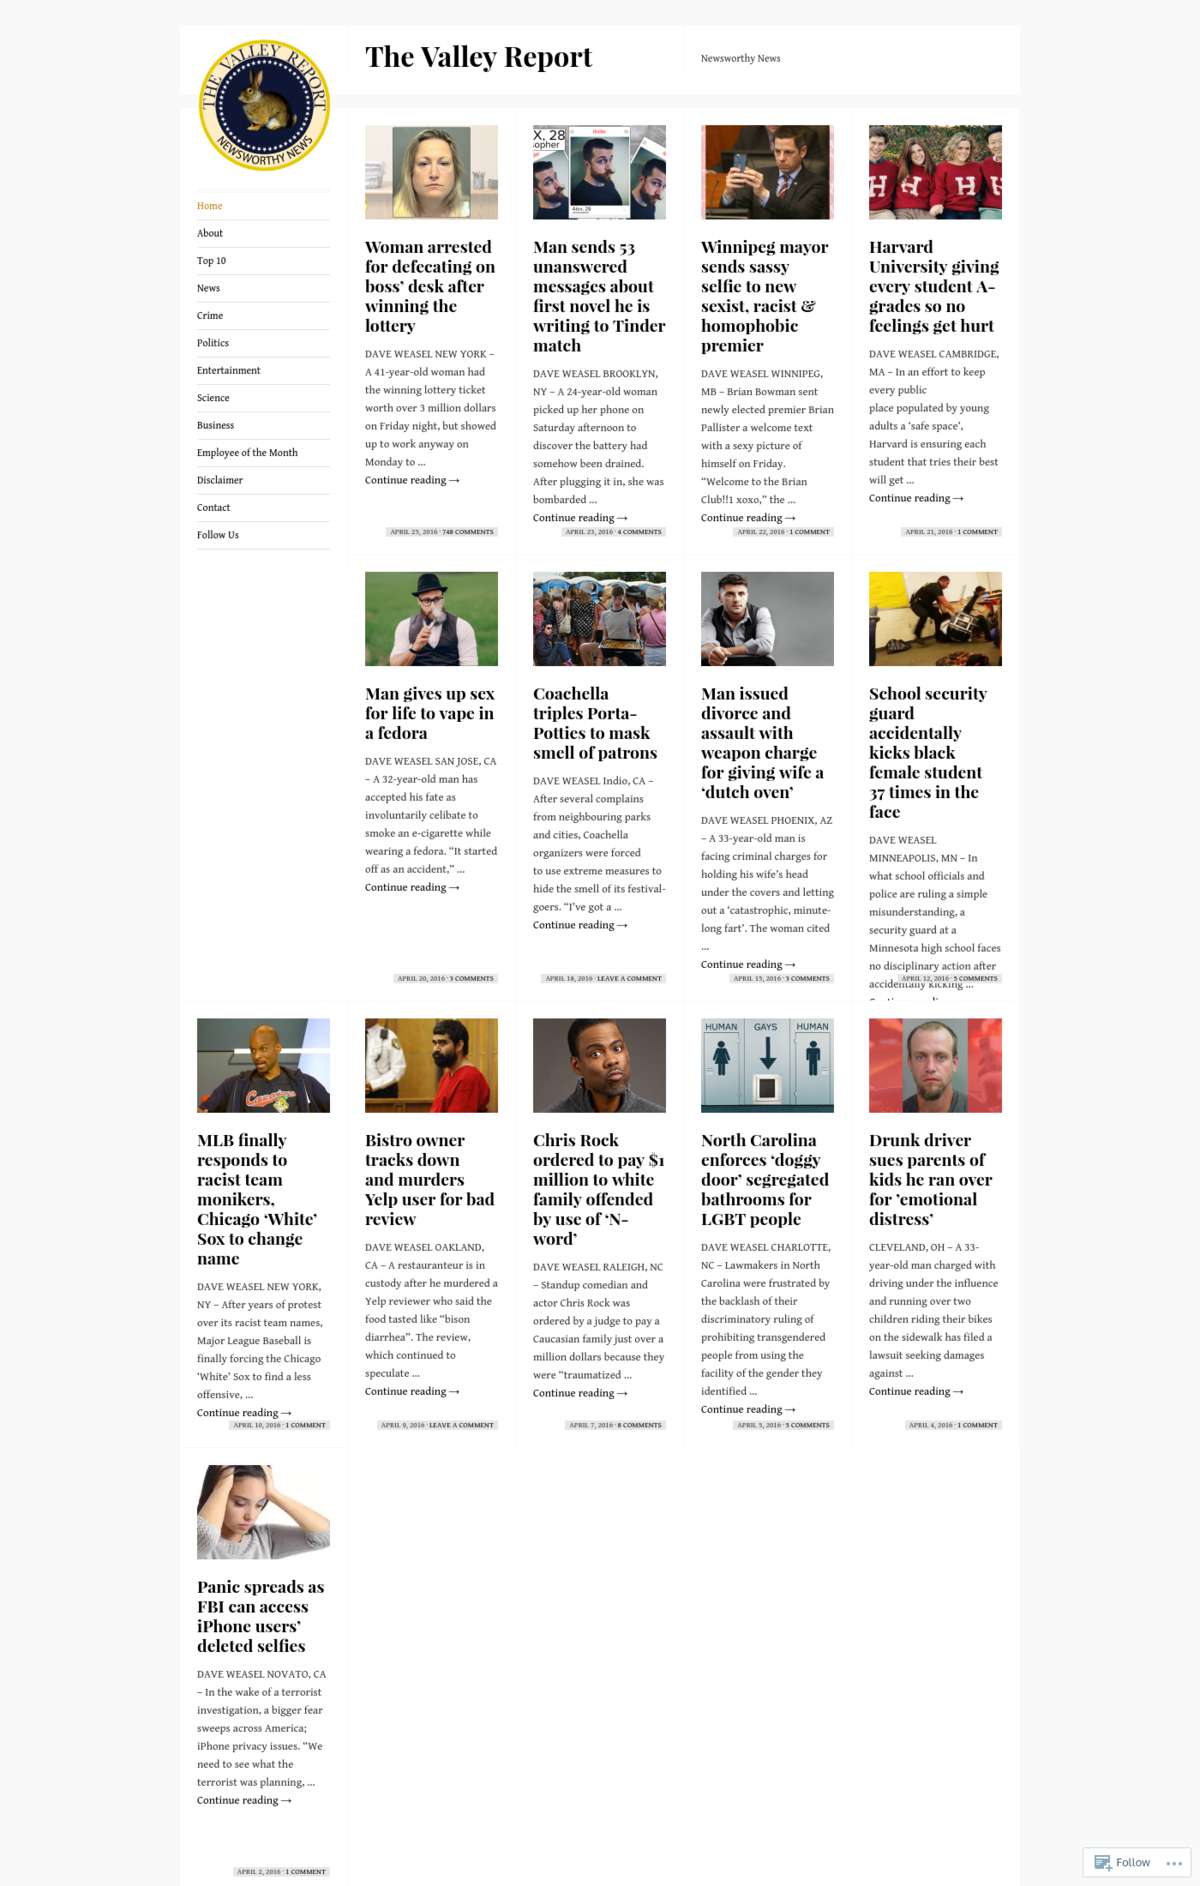 THE VALLEY REPORT
NEWSWORTHY NEWS
The Valley Report
Newsworthy News
Home
About
Top 10
News
Crime
Politics
Entertainment
Science
Business
Employee of the Month
Disclaimer
Contact
Follow Us
Woman arrested
for defecating on
boss’ desk after
winning the
lottery
DAVE WEASEL NEW YORK –
A 41-year-old woman had
the winning lottery ticket
worth over 3 million dollars
on Friday night, but showed
up to work anyway on
Monday to …
Continue reading →
APRIL 25, 2016 · 748 COMMENTS
X, 28
opher
tinder
Alex, 28
Man sends 53
unanswered
messages about
first novel he is
writing to Tinder
match
DAVE WEASEL BROOKLYN,
NY – A 24-year-old woman
picked up her phone on
Saturday afternoon to
discover the battery had
somehow been drained.
After plugging it in, she was
bombarded …
Continue reading →
APRIL 23, 2016 · 4 COMMENTS
Winnipeg mayor
sends sassy
selfie to new
sexist, racist &
homophobic
premier
DAVE WEASEL WINNIPEG,
MB – Brian Bowman sent
newly elected premier Brian
Pallister a welcome text
with a sexy picture of
himself on Friday.
“Welcome to the Brian
Club!!1 xoxo,” the …
Continue reading →
APRIL 22, 2016 · 1 COMMENT
H H H
Harvard
University giving
every student A-
grades so no
feelings get hurt
DAVE WEASEL CAMBRIDGE,
MA – In an effort to keep
every public
place populated by young
adults a ‘safe space’,
Harvard is ensuring each
student that tries their best
will get …
Continue reading →
APRIL 21, 2016 · 1 COMMENT
Man gives up sex
for life to vape in
a fedora
DAVE WEASEL SAN JOSE, CA
– A 32-year-old man has
accepted his fate as
involuntarily celibate to
smoke an e-cigarette while
wearing a fedora. “It started
off as an accident,” …
Continue reading →
APRIL 20, 2016 · 3 COMMENTS
Coachella
triples Porta-
Potties to mask
smell of patrons
DAVE WEASEL Indio, CA –
After several complains
from neighbouring parks
and cities, Coachella
organizers were forced
to use extreme measures to
hide the smell of its festival-
goers. “I’ve got a …
Continue reading →
APRIL 18, 2016 · LEAVE A COMMENT
Man issued
divorce and
assault with
weapon charge
for giving wife a
‘dutch oven’
DAVE WEASEL PHOENIX, AZ
– A 33-year-old man is
facing criminal charges for
holding his wife’s head
under the covers and letting
out a ‘catastrophic, minute-
long fart’. The woman cited
…
Continue reading →
APRIL 15, 2016 · 3 COMMENTS
School security
guard
accidentally
kicks black
female student
37 times in the
face
DAVE WEASEL
MINNEAPOLIS, MN – In
what school officials and
police are ruling a simple
misunderstanding, a
security guard at a
Minnesota high school faces
no disciplinary action after
accidentally kicking …
APRIL 12, 2016 · 5 COMMENTS
MLB finally
responds to
racist team
monikers,
Chicago ‘White’
Sox to change
name
DAVE WEASEL NEW YORK,
NY – After years of protest
over its racist team names,
Major League Baseball is
finally forcing the Chicago
‘White’ Sox to find a less
offensive, …
Continue reading →
APRIL 10, 2016 · 1 COMMENT
Bistro owner
tracks down
and murders
Yelp user for bad
review
DAVE WEASEL OAKLAND,
CA – A restauranteur is in
custody after he murdered a
Yelp reviewer who said the
food tasted like “bison
diarrhea”. The review,
which continued to
speculate …
Continue reading →
APRIL 9, 2016 · LEAVE A COMMENT
Chris Rock
ordered to pay $1
million to white
family offended
by use of ‘N-
word’
DAVE WEASEL RALEIGH, NC
– Standup comedian and
actor Chris Rock was
ordered by a judge to pay a
Caucasian family just over a
million dollars because they
were “traumatized …
Continue reading →
APRIL 7, 2016 · 8 COMMENTS
HUMAN GAYS HUMAN
North Carolina
enforces ‘doggy
door’ segregated
bathrooms for
LGBT people
DAVE WEASEL CHARLOTTE,
NC – Lawmakers in North
Carolina were frustrated by
the backlash of their
discriminatory ruling of
prohibiting transgendered
people from using the
facility of the gender they
identified …
Continue reading →
APRIL 5, 2016 · 5 COMMENTS
Drunk driver
sues parents of
kids he ran over
for ’emotional
distress’
CLEVELAND, OH – A 33-
year-old man charged with
driving under the influence
and running over two
children riding their bikes
on the sidewalk has filed a
lawsuit seeking damages
against …
Continue reading →
APRIL 4, 2016 · 1 COMMENT
Panic spreads as
FBI can access
iPhone users’
deleted selfies
DAVE WEASEL NOVATO, CA
– In the wake of a terrorist
investigation, a bigger fear
sweeps across America;
iPhone privacy issues. “We
need to see what the
terrorist was planning, …
Continue reading →
APRIL 2, 2016 · 1 COMMENT
Follow